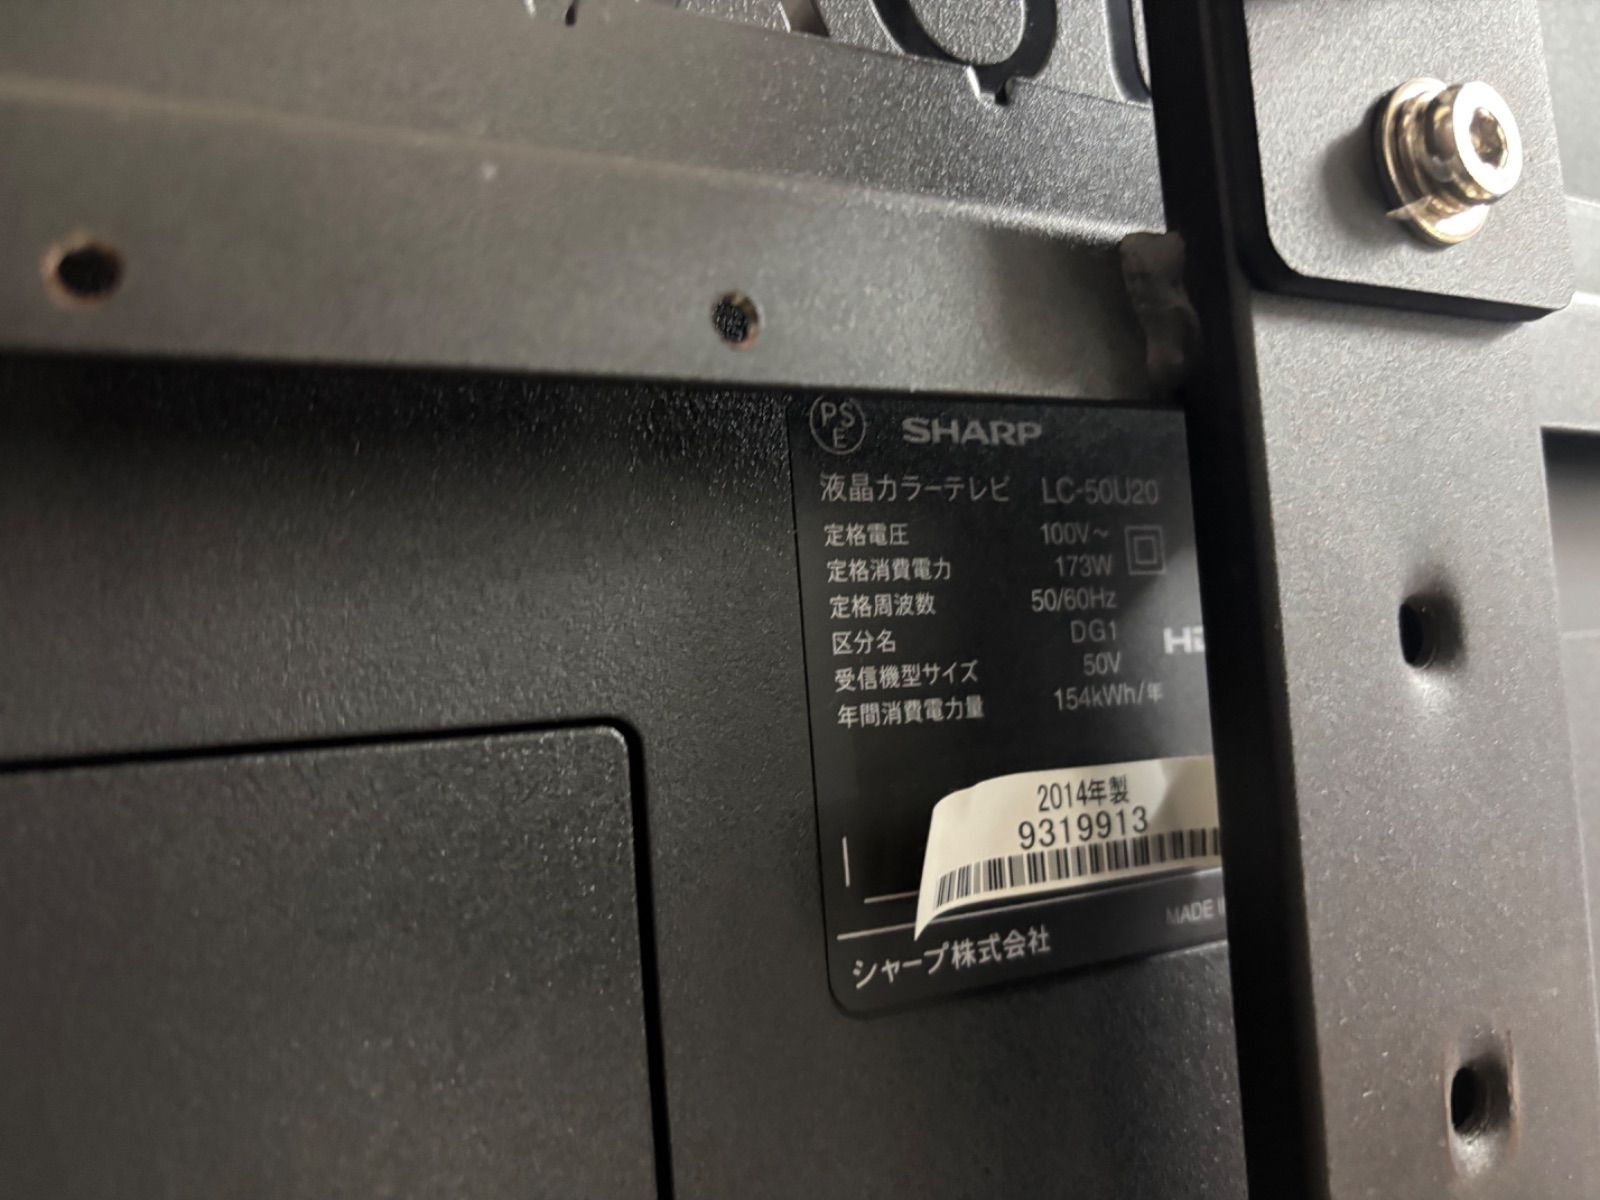 PSE SHARP
液晶カラーテレビ LC-50U20
定格電圧 100V～
定格消費電力 173W
定格周波数 50/60Hz
区分名 DG1
受信機型サイズ 50V
年間消費電力量 154kWh/年
2014年製
9319913
MADE
シャープ株式会社